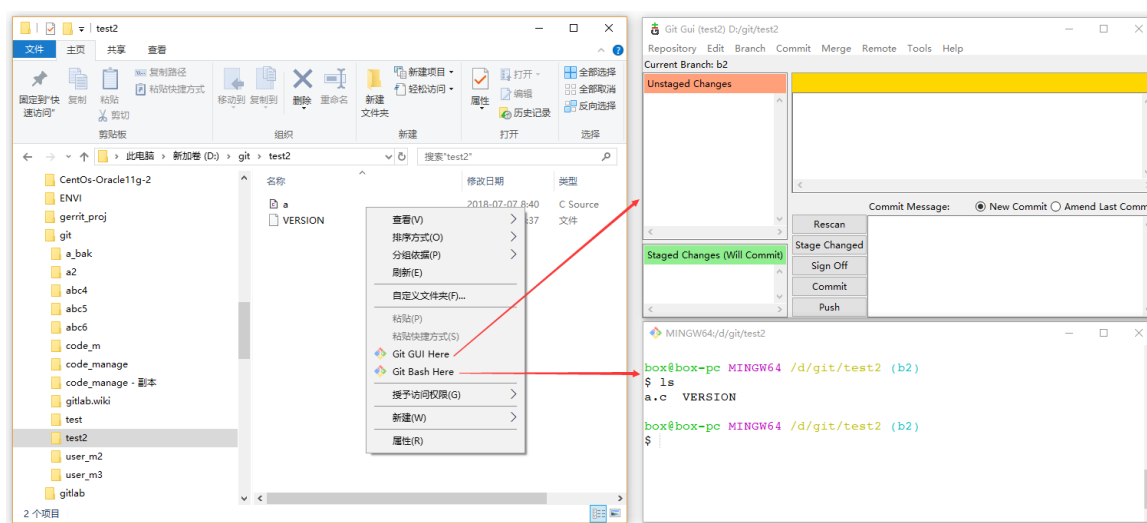 test2
文件 主页 共享 查看
固定到"快速访问"
复制
粘贴
复制路径
粘贴快捷方式
剪切
剪贴板
移动到 复制到
删除 重命名
组织
新建文件夹
新建项目
轻松访问
新建
属性
打开
编辑
历史记录
打开
全部选择
全部取消
反向选择
选择
此电脑 › 新加卷 (D:) › git › test2
搜索"test2"
CentOs-Oracle11g-2
ENVI
gerrit_proj
git
a_bak
a2
abc4
abc5
abc6
code_m
code_manage
code_manage - 副本
gitlab.wiki
test
test2
user_m2
user_m3
gitlab
名称 修改日期 类型
a 2018-07-07 8:40 C Source
VERSION :37 文件
查看(V)
排序方式(O)
分组依据(P)
刷新(E)
自定义文件夹(F)...
粘贴(P)
粘贴快捷方式(S)
Git GUI Here
Git Bash Here
授予访问权限(G)
新建(W)
属性(R)
2 个项目
Git Gui (test2) D:/git/test2
Repository Edit Branch Commit Merge Remote Tools Help
Current Branch: b2
Unstaged Changes
Staged Changes (Will Commit)
Commit Message: New Commit Amend Last Comm
Rescan
Stage Changed
Sign Off
Commit
Push
MINGW64:/d/git/test2
box@box-pc MINGW64 /d/git/test2 (b2)
$ ls
a.c VERSION
box@box-pc MINGW64 /d/git/test2 (b2)
$